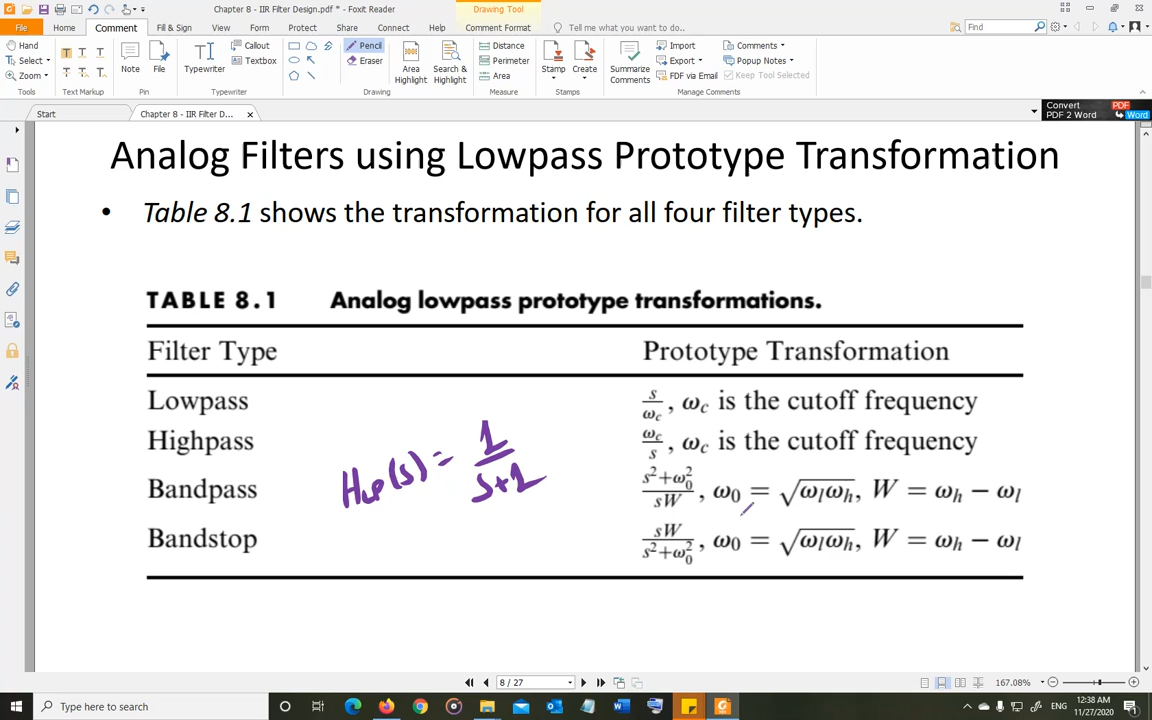 Chapter 8 - IIR Filter Design.pdf * - Foxit Reader
Drawing Tool
File Home Comment Fill & Sign View Form Protect Share Connect Help Comment Format Tell me what you want to do... Find
Hand
Select
Zoom
Tools
Text Markup
Note
File
Pin
Typewriter
Callout
Textbox
Typewriter
Pencil
Eraser
Area Highlight
Search & Highlight
Drawing
Distance
Perimeter
Area
Measure
Stamp
Create
Stamps
Summarize Comments
Import
Export
FDF via Email
Comments
Popup Notes
Keep Tool Selected
Manage Comments
Start
Chapter 8 - IIR Filter D...
Convert PDF
PDF 2 Word Word
Analog Filters using Lowpass Prototype Transformation
• Table 8.1 shows the transformation for all four filter types.
TABLE 8.1 Analog lowpass prototype transformations.
Filter Type Prototype Transformation
Lowpass s/ωc, ωc is the cutoff frequency
Highpass ωc/s, ωc is the cutoff frequency
HLP(s) = 1/(s+1)
Bandpass (s²+ω0²)/(sW), ω0 = √(ωlωh), W = ωh − ωl
Bandstop sW/(s²+ω0²), ω0 = √(ωlωh), W = ωh − ωl
8 / 27
167.08%
Type here to search
ENG
12:38 AM
11/27/2020